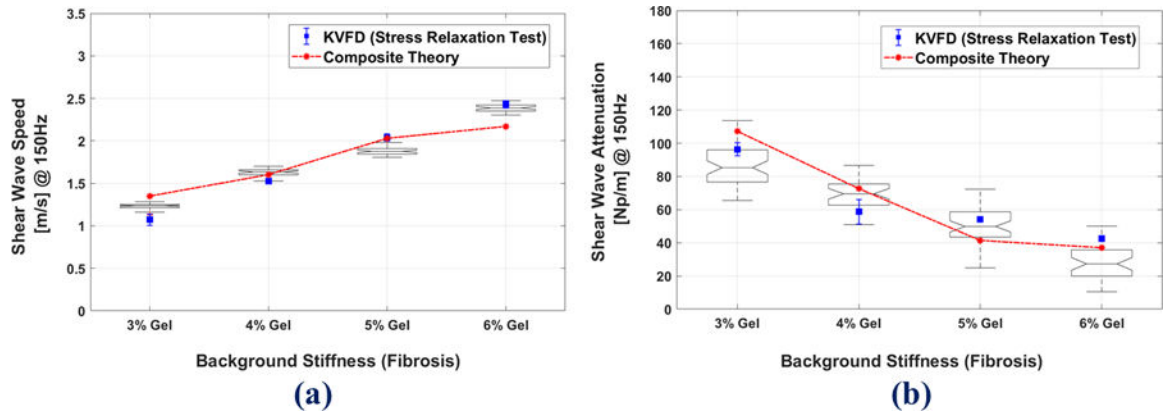 KVFD (Stress Relaxation Test)
Composite Theory
3.5
3
2.5
2
1.5
1
0.5
0
Shear Wave Speed
[m/s] @ 150Hz
3% Gel
4% Gel
5% Gel
6% Gel
Background Stiffness (Fibrosis)
(a)
KVFD (Stress Relaxation Test)
Composite Theory
180
160
140
120
100
80
60
40
20
0
Shear Wave Attenuation
[Np/m] @ 150Hz
3% Gel
4% Gel
5% Gel
6% Gel
Background Stiffness (Fibrosis)
(b)